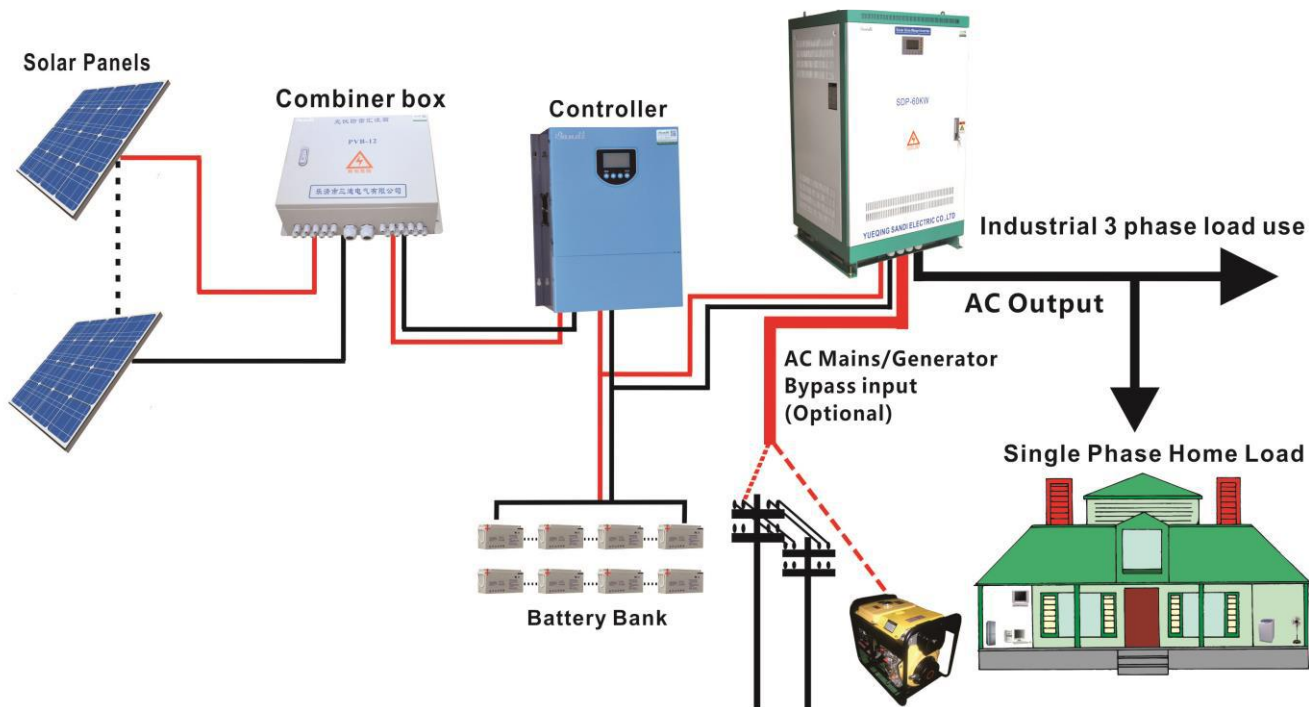 Solar Panels
Combiner box
PVB-12
Controller
Sandi
SDP-60KW
YUEQING SANDI ELECTRIC CO.,LTD
Industrial 3 phase load use
AC Output
AC Mains/Generator
Bypass input
(Optional)
Single Phase Home Load
Battery Bank